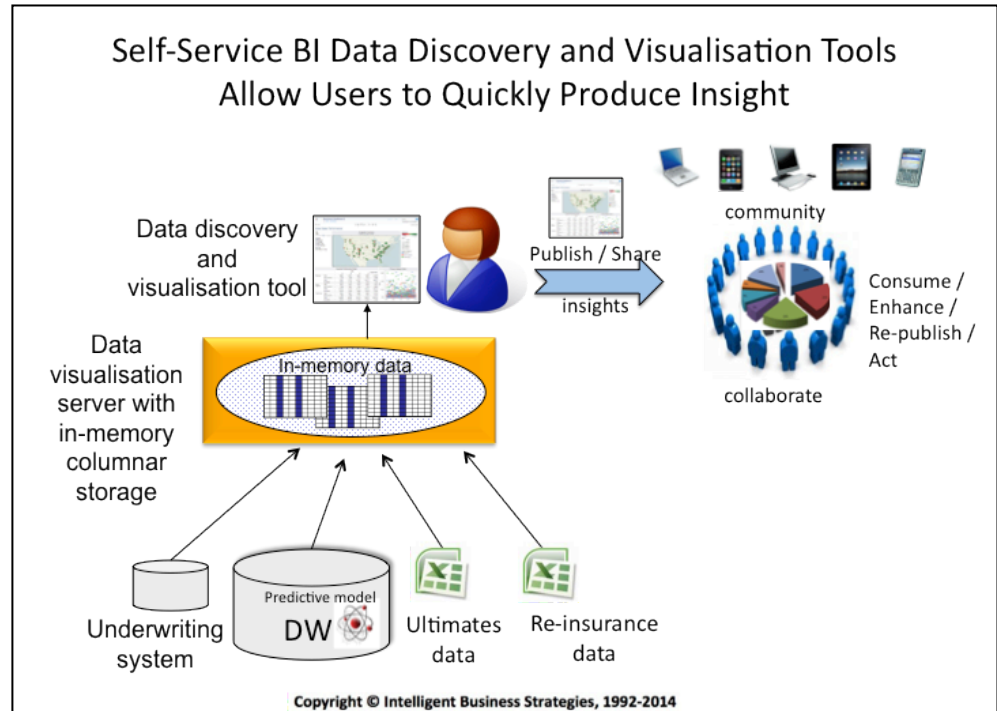 Self-Service BI Data Discovery and Visualisation Tools
Allow Users to Quickly Produce Insight
Data discovery
and
visualisation tool
Publish / Share
insights
community
Consume /
Enhance /
Re-publish /
Act
collaborate
Data
visualisation
server with
in-memory
columnar
storage
In-memory data
Underwriting
system
Predictive model
DW
Ultimates
data
Re-insurance
data
Copyright © Intelligent Business Strategies, 1992-2014